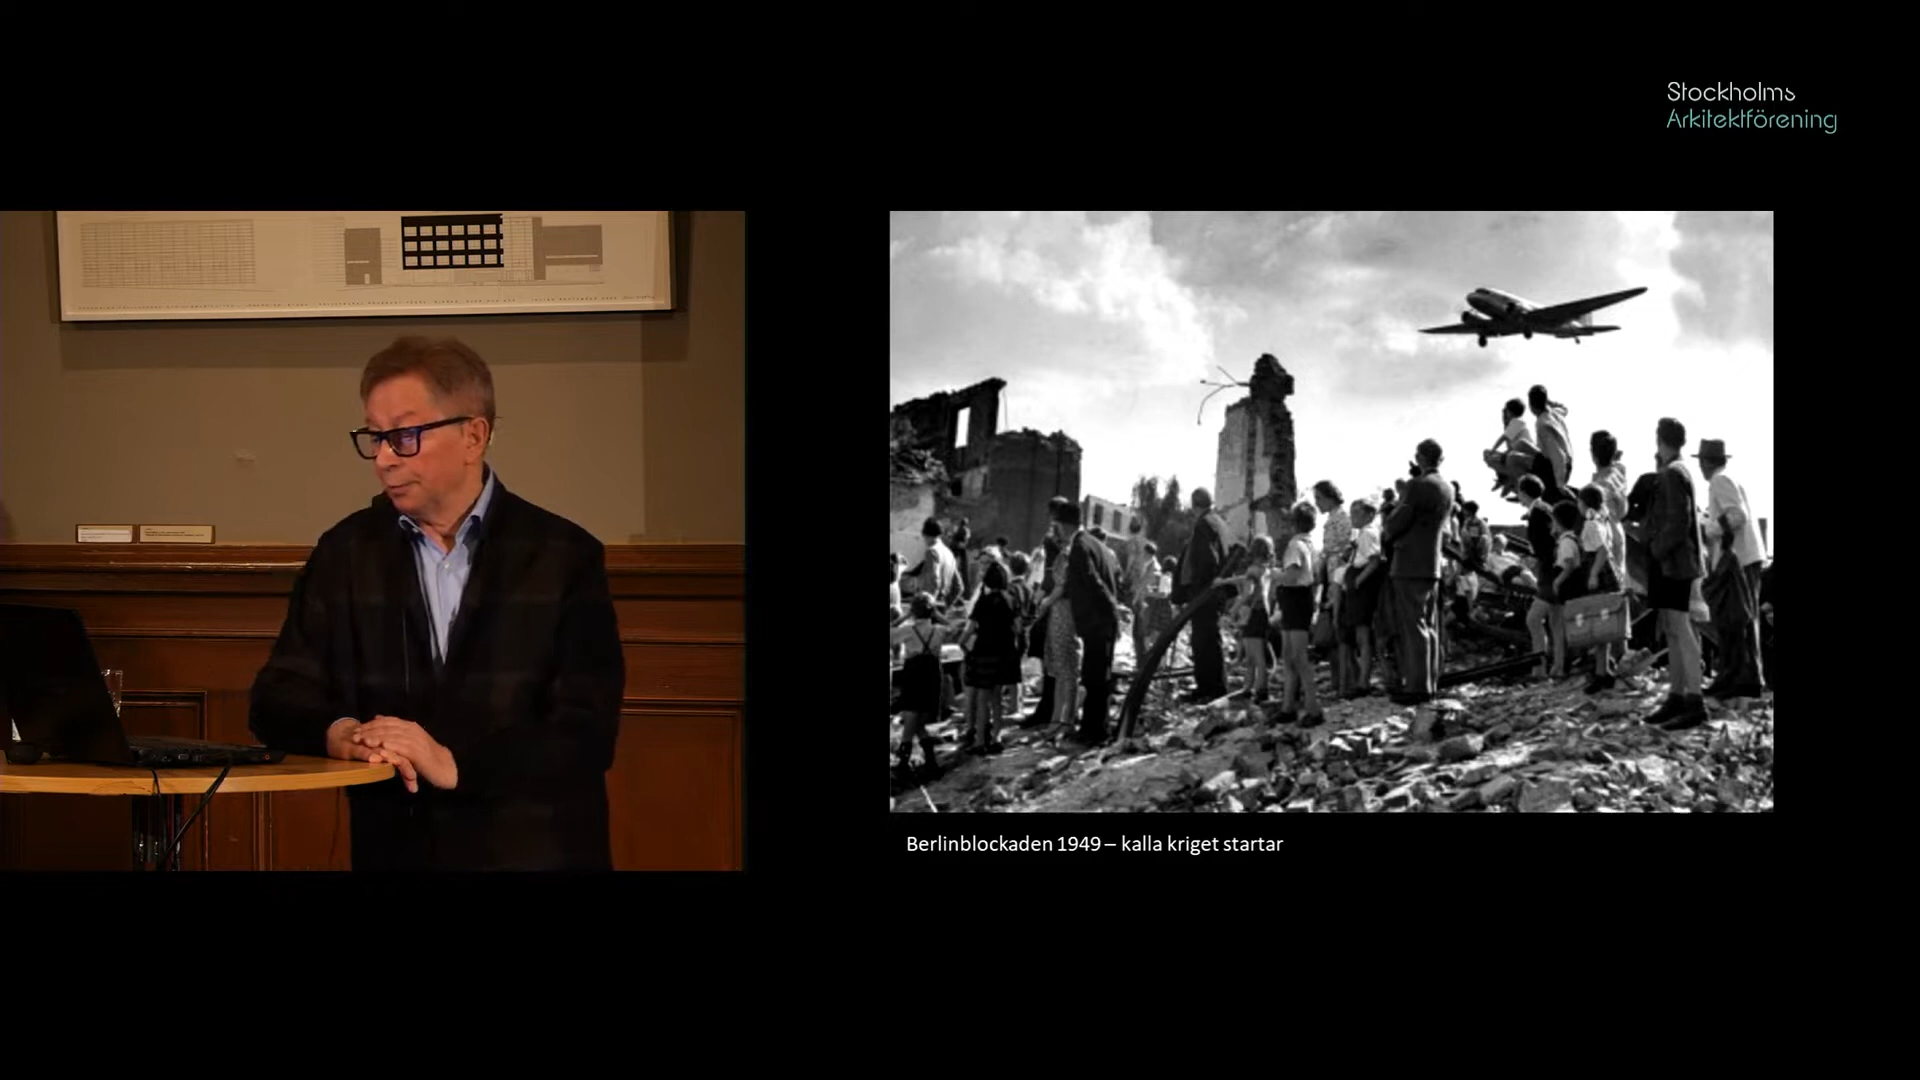 Stockholms
Arkitektförening
Berlinblockaden 1949 – kalla kriget startar